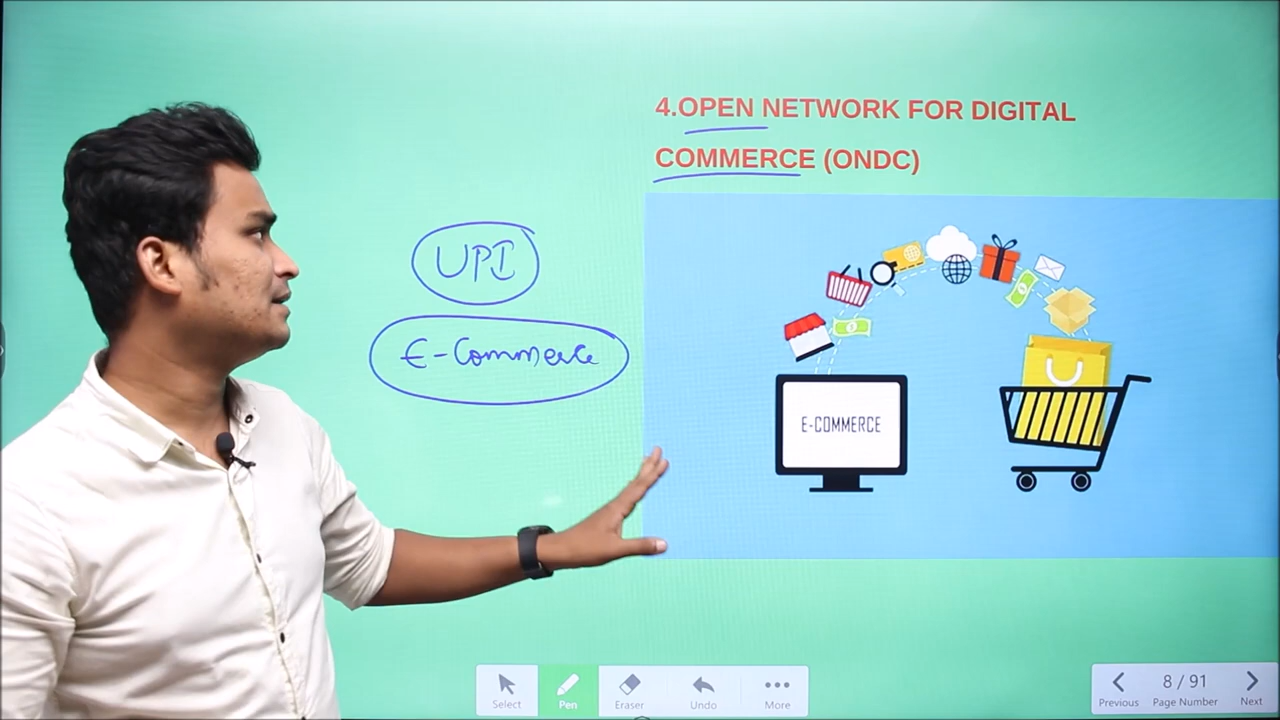 4.OPEN NETWORK FOR DIGITAL
COMMERCE (ONDC)
UPI
E-Commerce
E-COMMERCE
Select
Pen
Eraser
Undo
More
Previous
8 / 91
Page Number
Next